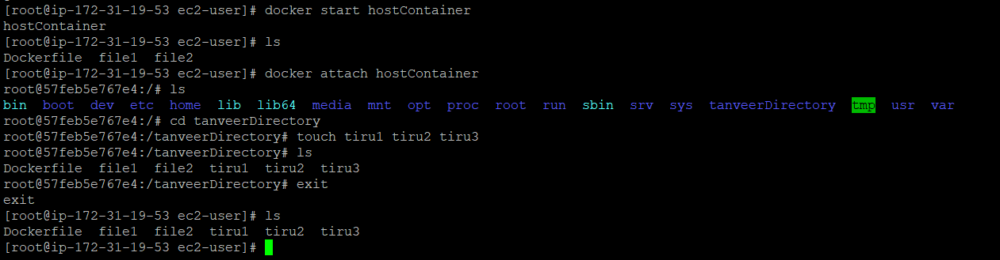 [root@ip-172-31-19-53 ec2-user]# docker start hostContainer
hostContainer
[root@ip-172-31-19-53 ec2-user]# ls
Dockerfile  file1  file2
[root@ip-172-31-19-53 ec2-user]# docker attach hostContainer
root@57feb5e767e4:/# ls
bin  boot  dev  etc  home  lib  lib64  media  mnt  opt  proc  root  run  sbin  srv  sys  tanveerDirectory  tmp  usr  var
root@57feb5e767e4:/# cd tanveerDirectory
root@57feb5e767e4:/tanveerDirectory# touch tiru1 tiru2 tiru3
root@57feb5e767e4:/tanveerDirectory# ls
Dockerfile  file1  file2  tiru1  tiru2  tiru3
root@57feb5e767e4:/tanveerDirectory# exit
exit
[root@ip-172-31-19-53 ec2-user]# ls
Dockerfile  file1  file2  tiru1  tiru2  tiru3
[root@ip-172-31-19-53 ec2-user]#